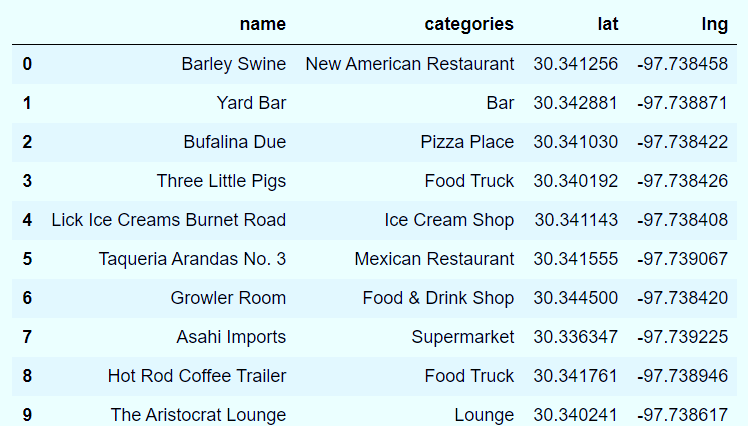 name categories lat lng
0 Barley Swine New American Restaurant 30.341256 -97.738458
1 Yard Bar Bar 30.342881 -97.738871
2 Bufalina Due Pizza Place 30.341030 -97.738422
3 Three Little Pigs Food Truck 30.340192 -97.738426
4 Lick Ice Creams Burnet Road Ice Cream Shop 30.341143 -97.738408
5 Taqueria Arandas No. 3 Mexican Restaurant 30.341555 -97.739067
6 Growler Room Food & Drink Shop 30.344500 -97.738420
7 Asahi Imports Supermarket 30.336347 -97.739225
8 Hot Rod Coffee Trailer Food Truck 30.341761 -97.738946
9 The Aristocrat Lounge Lounge 30.340241 -97.738617